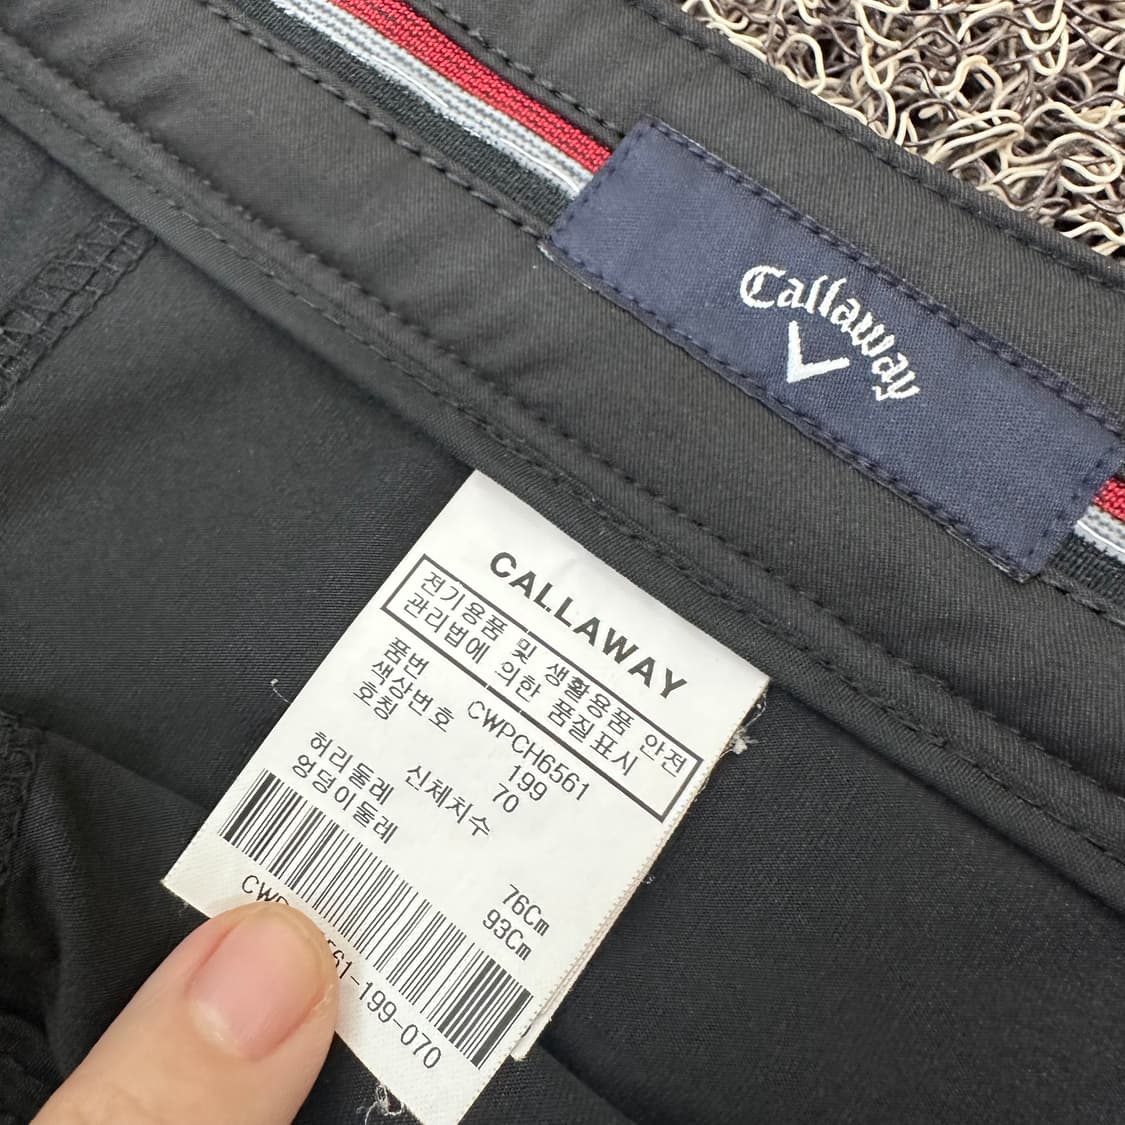 Callaway
CALLAWAY
전기용품 및 생활용품 안전
관리법에 의한 품질표시
품번 CWPCH6561
색상번호 199
호칭 70
신체치수
허리둘레 76Cm
엉덩이둘레 93Cm
61-199-070